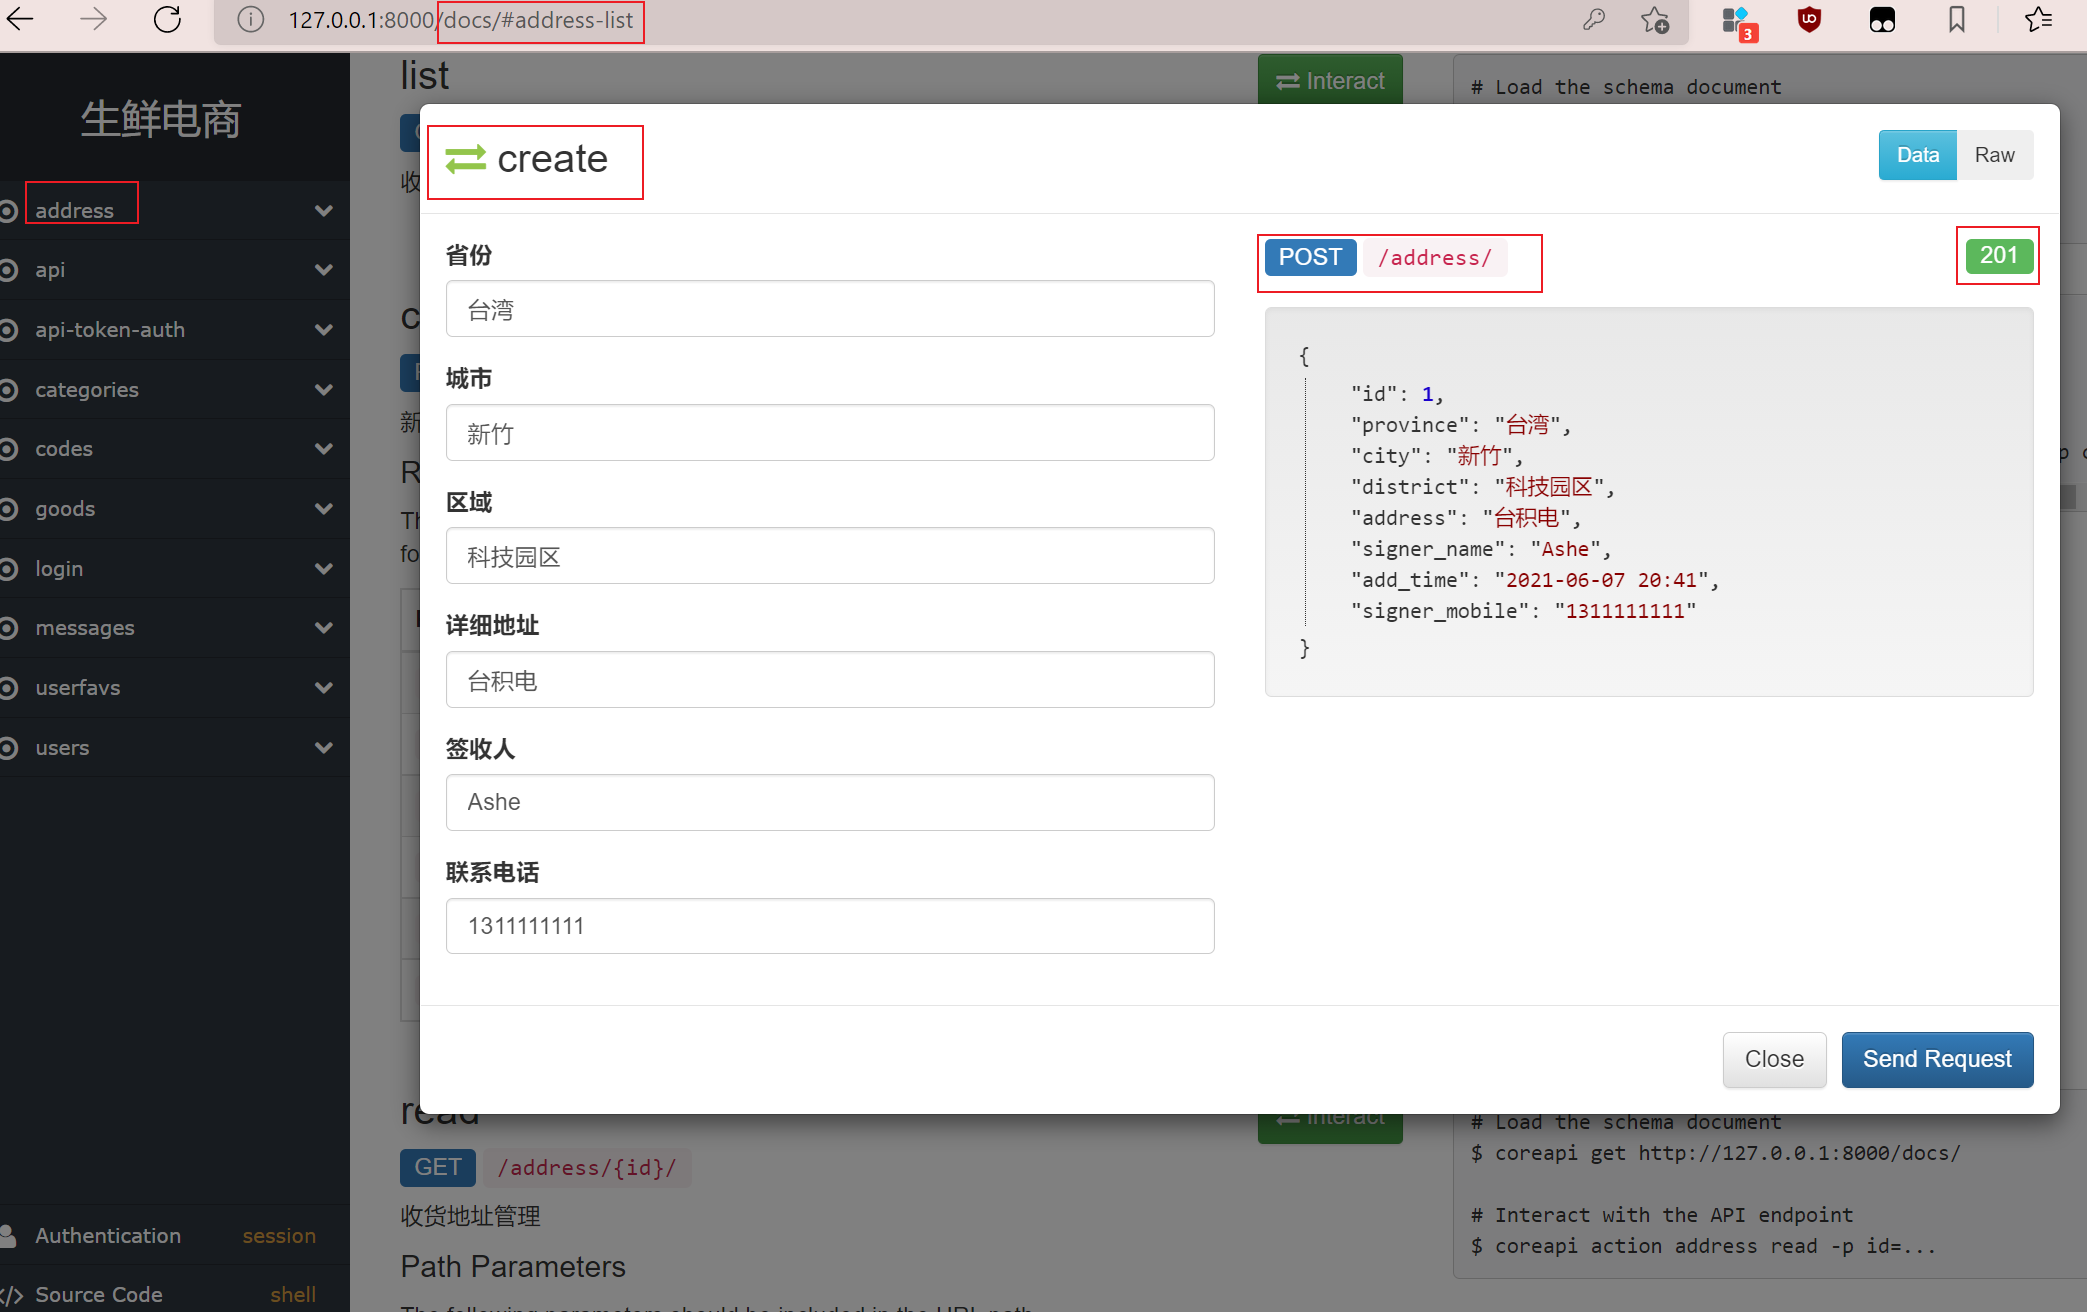 127.0.0.1:8000/docs/#address-list
3
生鲜电商
address
api
api-token-auth
categories
codes
goods
login
messages
userfavs
users
Authentication session
Source Code shell
list
Interact
# Load the schema document
create
Data Raw
省份
台湾
城市
新竹
区域
科技园区
详细地址
台积电
签收人
Ashe
联系电话
1311111111
POST /address/
201
{
"id": 1,
"province": "台湾",
"city": "新竹",
"district": "科技园区",
"address": "台积电",
"signer_name": "Ashe",
"add_time": "2021-06-07 20:41",
"signer_mobile": "1311111111"
}
Close Send Request
read
Interact
GET /address/{id}/
收货地址管理
Path Parameters
# Load the schema document
$ coreapi get http://127.0.0.1:8000/docs/
# Interact with the API endpoint
$ coreapi action address read -p id=...